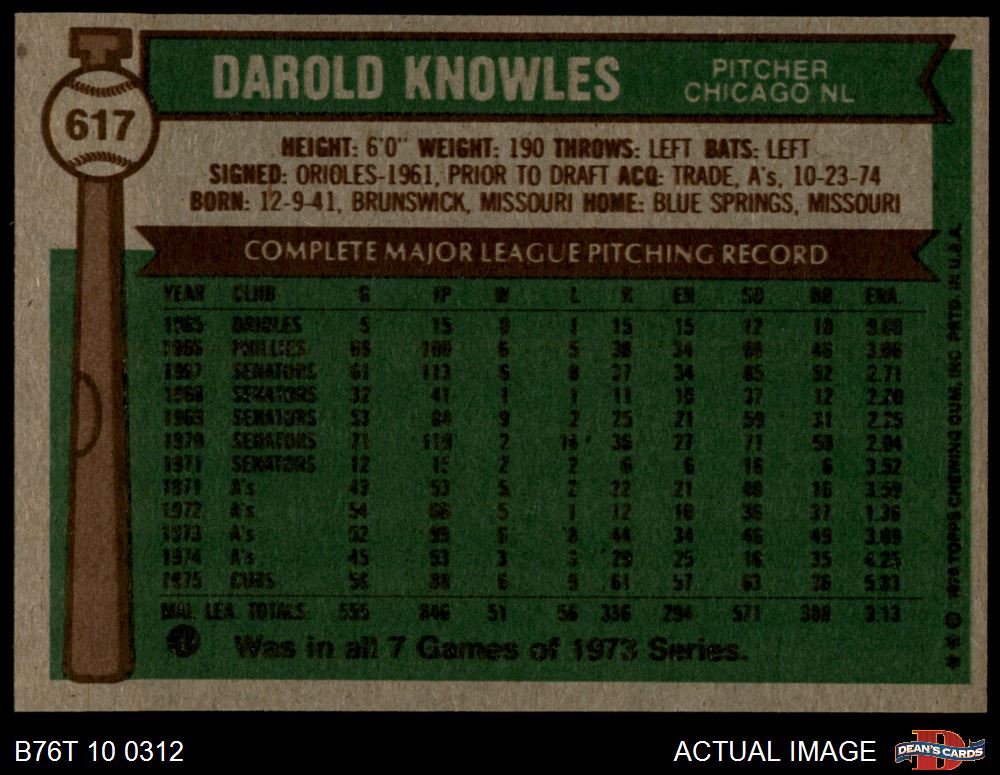 617
DAROLD KNOWLES
PITCHER
CHICAGO NL
HEIGHT: 6'0" WEIGHT: 190 THROWS: LEFT BATS: LEFT
SIGNED: ORIOLES-1961, PRIOR TO DRAFT ACQ: TRADE, A's, 10-23-74
BORN: 12-9-41, BRUNSWICK, MISSOURI HOME: BLUE SPRINGS, MISSOURI
COMPLETE MAJOR LEAGUE PITCHING RECORD
YEAR CLUB G IP W L R ER SO BB ERA.
1965 ORIOLES 5 15 0 1 15 15 12 10
PHILLIES 69 100 6 5 38 34 46 3.06
1967 SENATORS 61 113 6 8 37 34 85 52 2.71
1968 SENATORS 32 41 1 1 11 10 37 12 2.20
1969 SENATORS 53 84 9 2 25 21 59 31 2.25
1970 SENATORS 71 119 2 14 * 36 27 71 58 2.04
1971 SENATORS 12 2 2 6 6 16 6 3.52
1971 A's 43 53 5 2 22 21 40 16 3.59
1972 A's 54 66 5 1 12 10 36 37 1.36
1973 A's 52 99 6 8 44 34 46 49 3.09
1974 A's 45 53 3 3 29 25 16 35 4.25
1975 CUBS 58 88 6 9 61 57 63 36 5.83
MAJ. LEA. TOTALS: 555 846 51 56 336 294 571 388 3.13
Was in all 7 Games of 1973 Series.
* * © 1976 TOPPS CHEWING GUM, INC. PRTD. IN U.S.A.
B76T 10 0312
ACTUAL IMAGE
D
DEAN'S CARDS